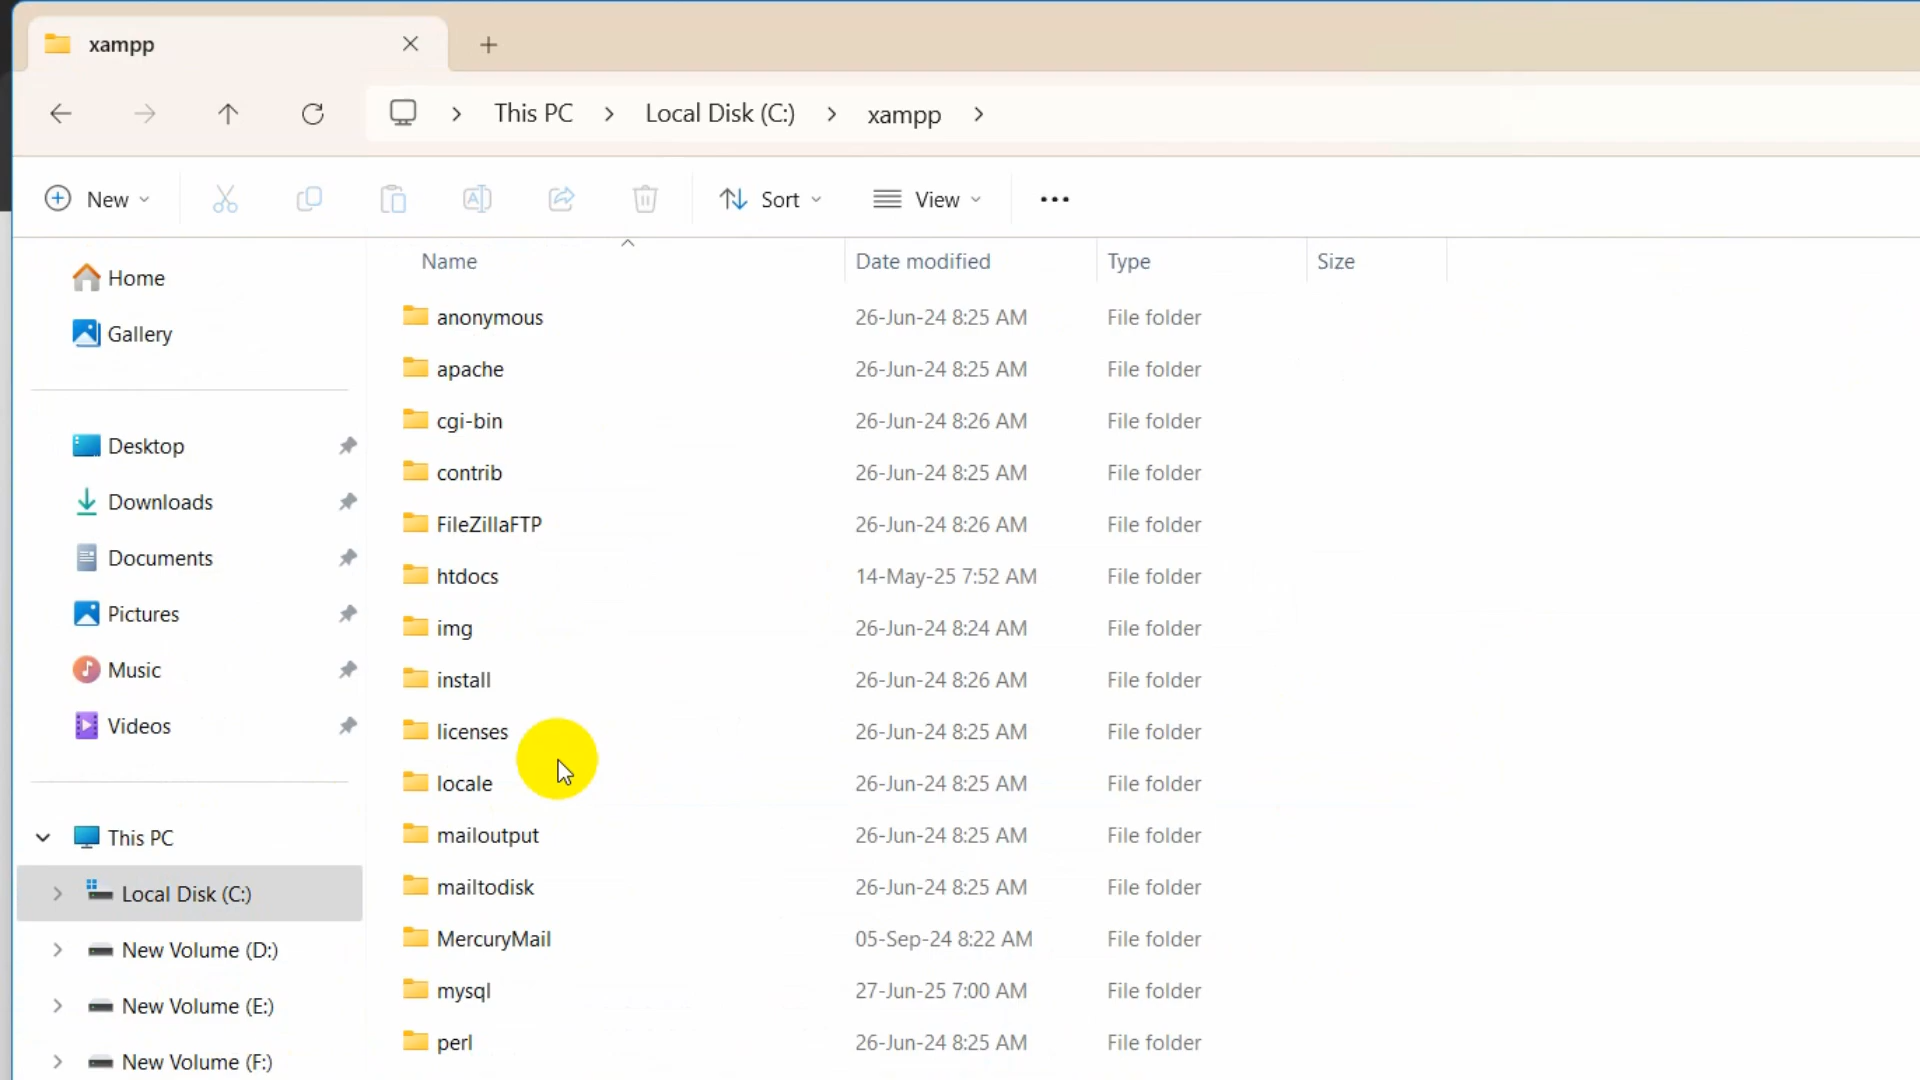 xampp
This PC
Local Disk (C:)
xampp
New
Sort
View
Name
Date modified
Type
Size
Home
Gallery
Desktop
Downloads
Documents
Pictures
Music
Videos
This PC
Local Disk (C:)
New Volume (D:)
New Volume (E:)
New Volume (F:)
anonymous 26-Jun-24 8:25 AM File folder
apache 26-Jun-24 8:25 AM File folder
cgi-bin 26-Jun-24 8:26 AM File folder
contrib 26-Jun-24 8:25 AM File folder
FileZillaFTP 26-Jun-24 8:26 AM File folder
htdocs 14-May-25 7:52 AM File folder
img 26-Jun-24 8:24 AM File folder
install 26-Jun-24 8:26 AM File folder
licenses 26-Jun-24 8:25 AM File folder
locale 26-Jun-24 8:25 AM File folder
mailoutput 26-Jun-24 8:25 AM File folder
mailtodisk 26-Jun-24 8:25 AM File folder
MercuryMail 05-Sep-24 8:22 AM File folder
mysql 27-Jun-25 7:00 AM File folder
perl 26-Jun-24 8:25 AM File folder